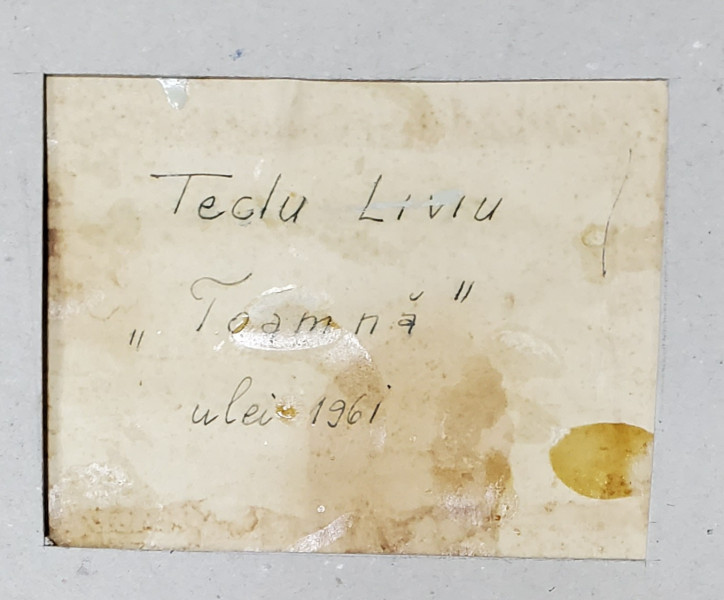 Teclu Liviu
„Toamnă"
ulei 1961